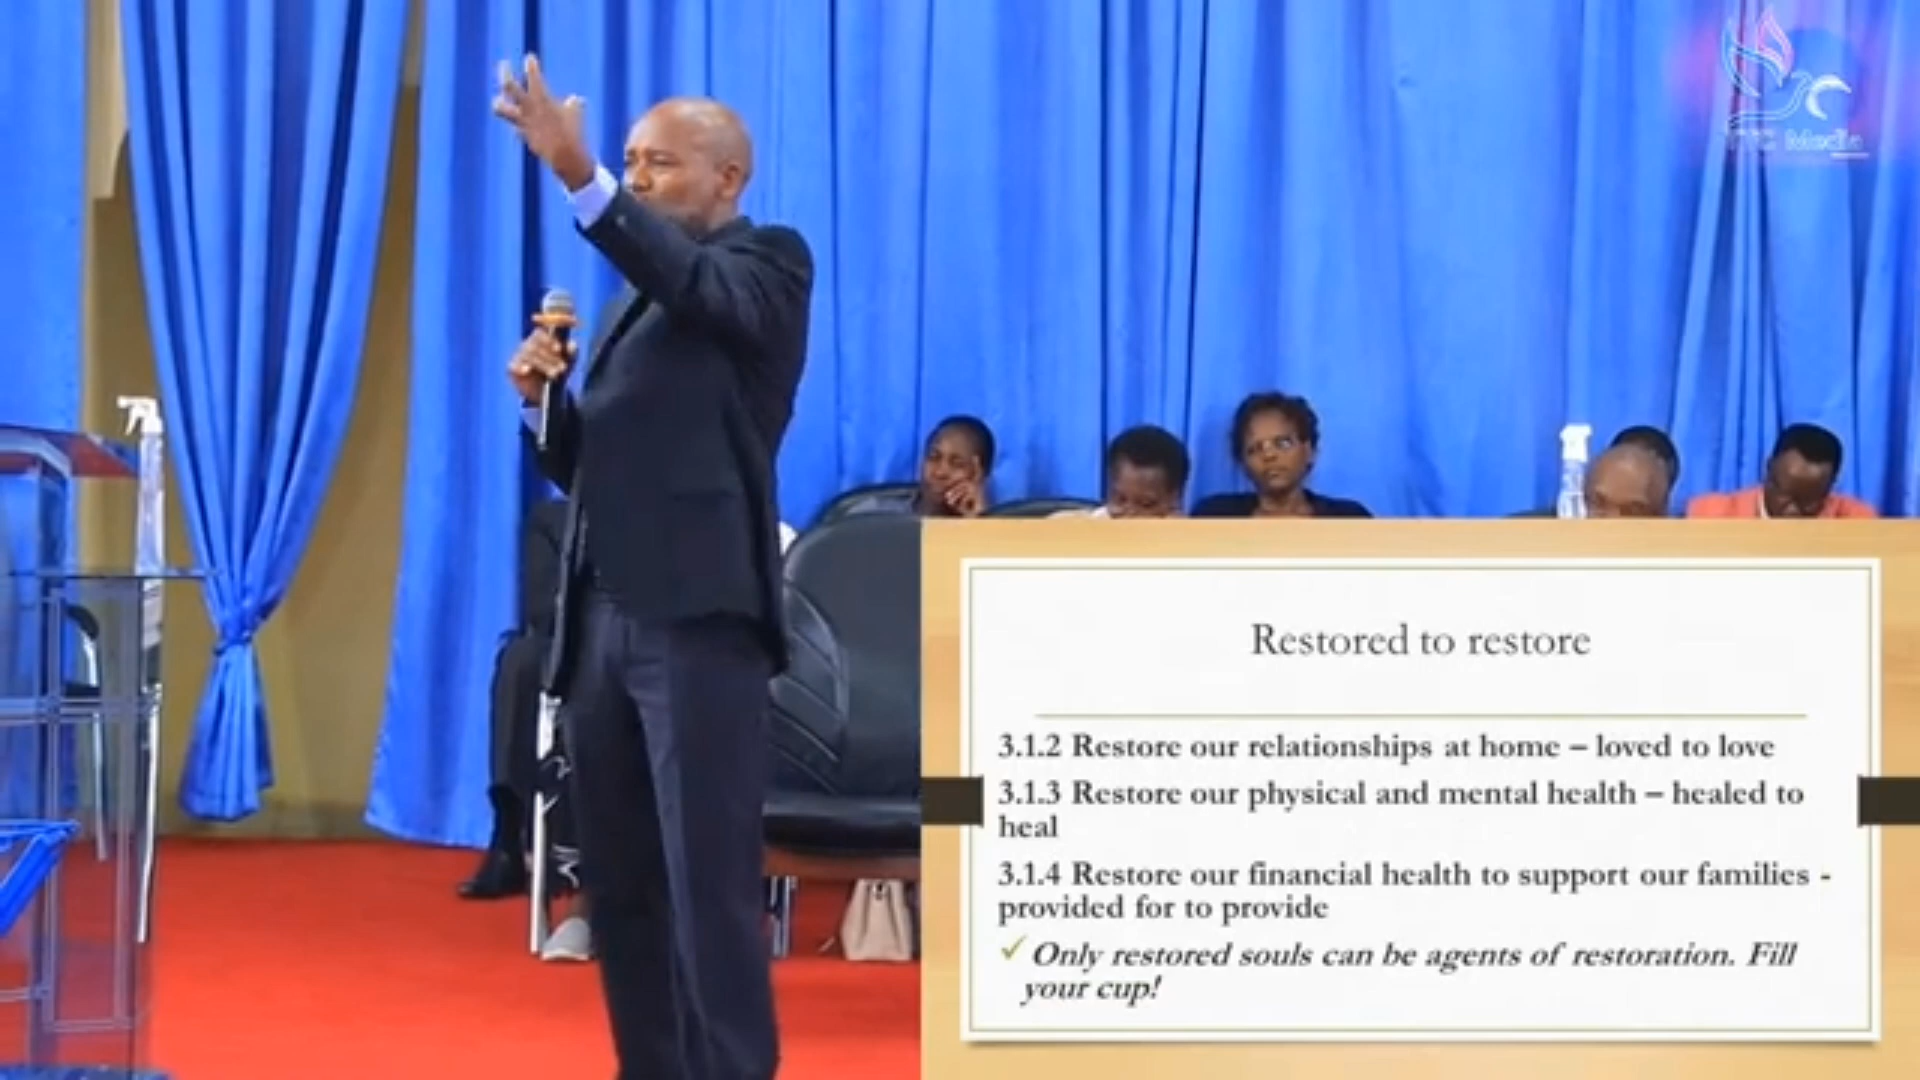 Media
Restored to restore
3.1.2 Restore our relationships at home – loved to love
3.1.3 Restore our physical and mental health – healed to
heal
3.1.4 Restore our financial health to support our families -
provided for to provide
✓ Only restored souls can be agents of restoration. Fill
your cup!